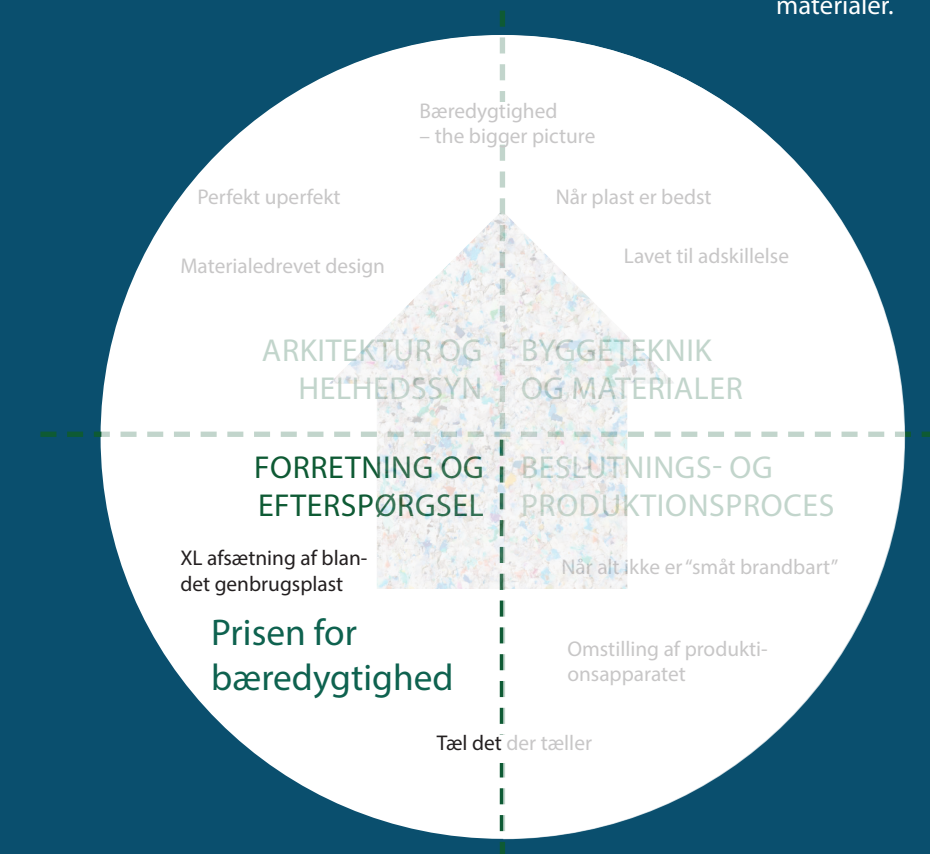 materialer.
Bæredygtighed
– the bigger picture
Perfekt uperfekt
Når plast er bedst
Materialedrevet design
Lavet til adskillelse
ARKITEKTUR OG
HELHEDSSYN
BYGGETEKNIK
OG MATERIALER
FORRETNING OG
EFTERSPØRGSEL
BESLUTNINGS- OG
PRODUKTIONSPROCES
XL afsætning af blan-
det genbrugsplast
Når alt ikke er “småt brandbart”
Prisen for
bæredygtighed
Omstilling af produkti-
onsapparatet
Tæl det der tæller